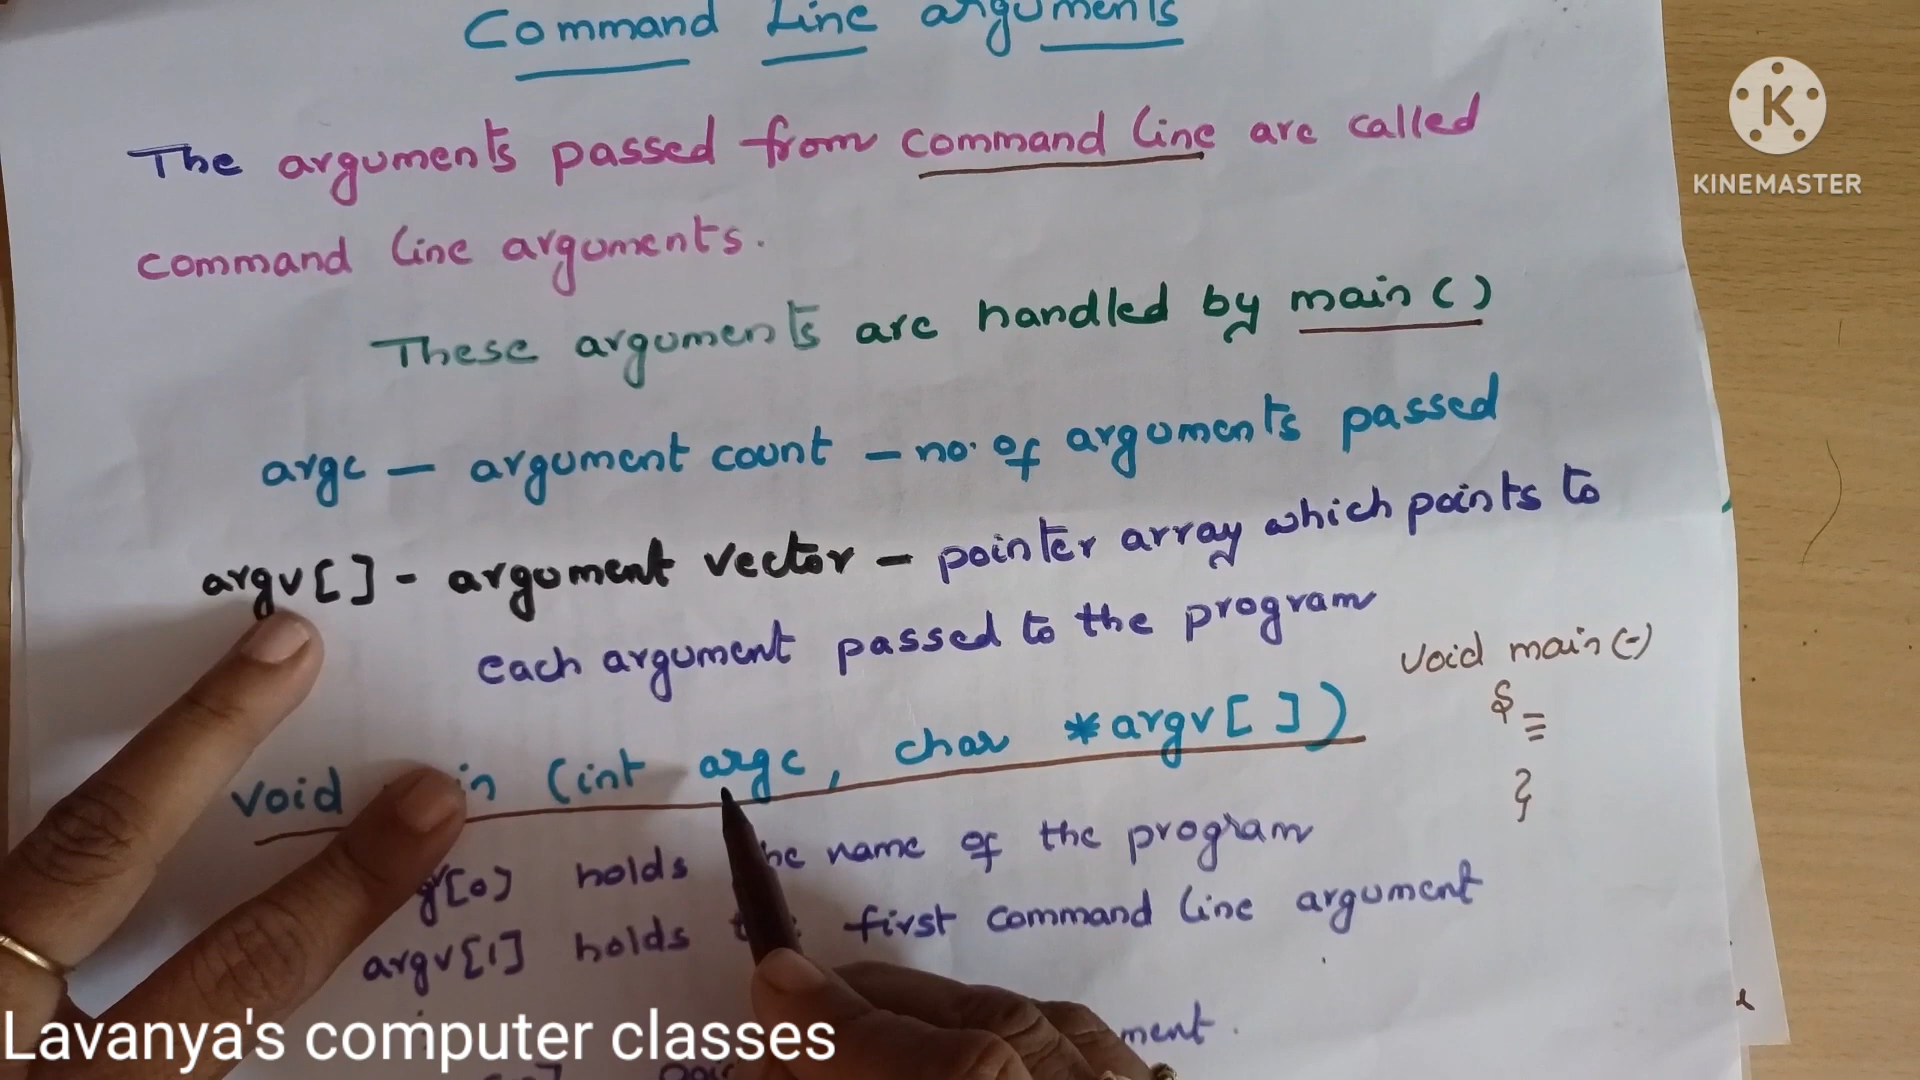 Command Line arguments
The arguments passed from command line are called
command line arguments.
These arguments are handled by main ( )
argc – argument count – no. of arguments passed
argv[ ] - argument vector – pointer array which points to
each argument passed to the program
void main (-)
void (int argc, char *argv[ ])
{
}
g[0] holds name of the program
argv[1] holds first command line argument
KINEMASTER
Lavanya's computer classes